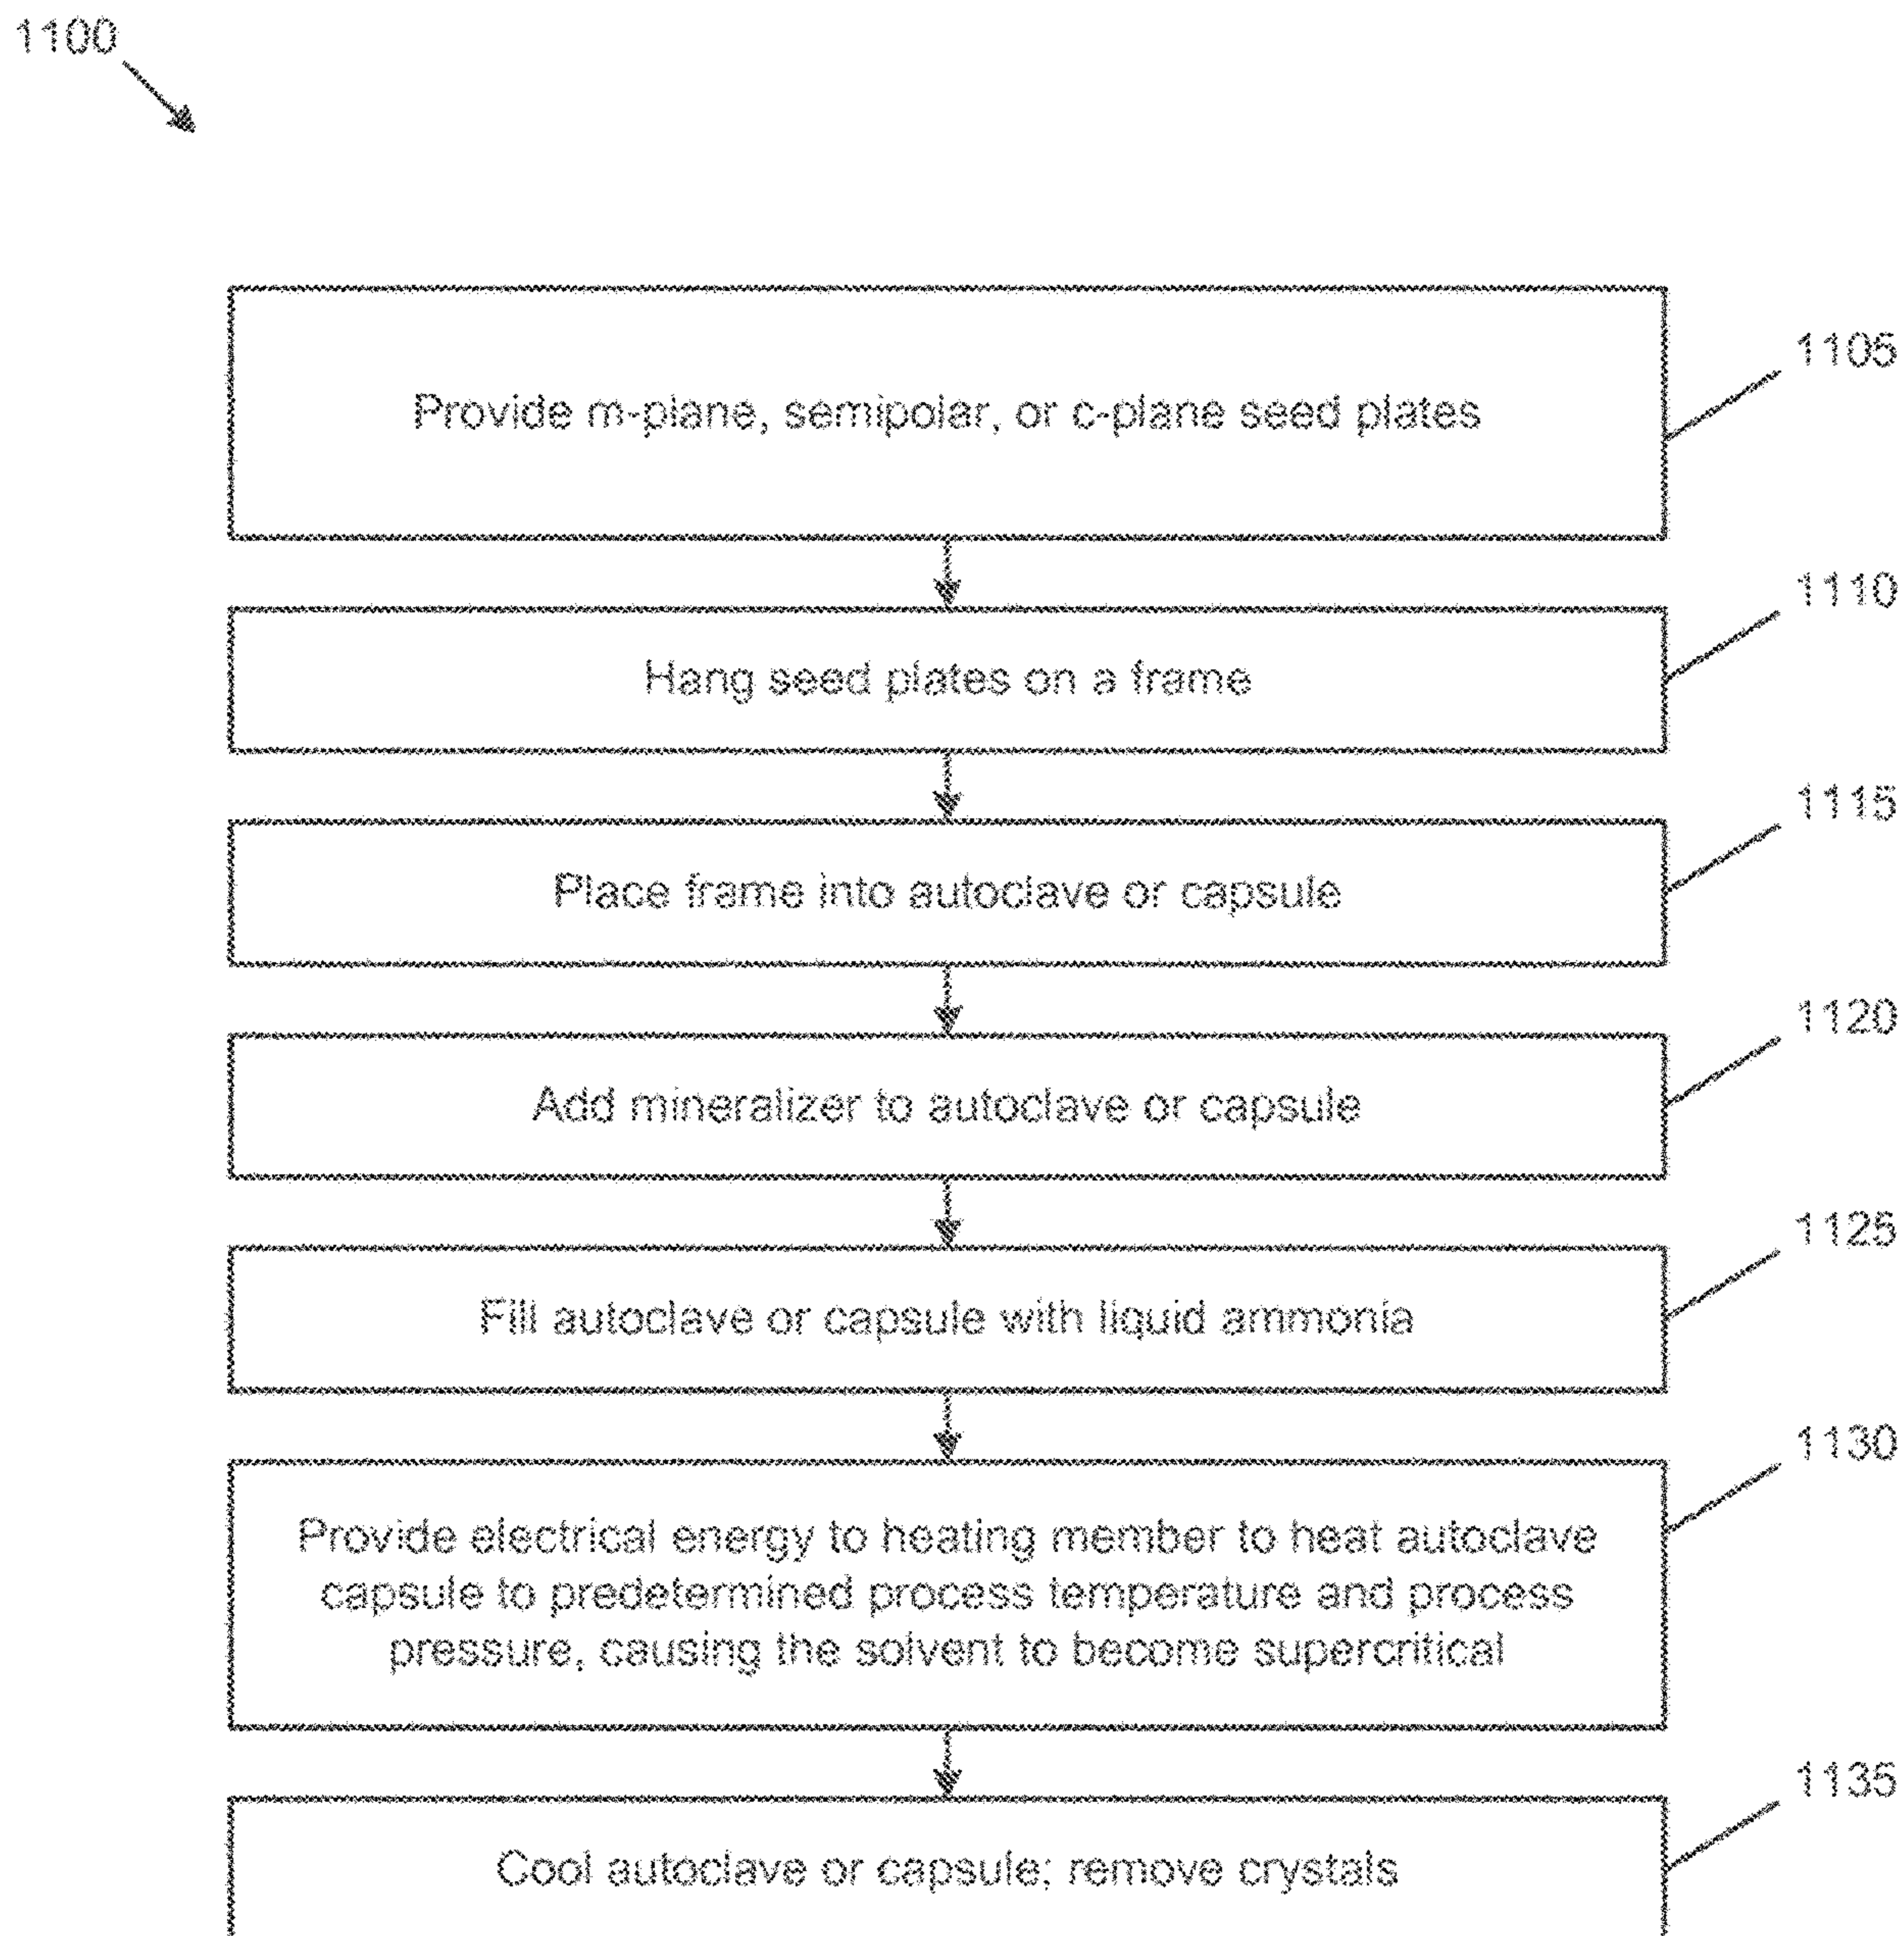 1100
Provide m-plane, semipolar, or c-plane seed plates
1105
Hang seed plates on a frame
1110
Place frame into autoclave or capsule
1115
Add mineralizer to autoclave or capsule
1120
Fill autoclave or capsule with liquid ammonia
1125
Provide electrical energy to heating member to heat autoclave
capsule to predetermined process temperature and process
pressure, causing the solvent to become supercritical
1130
Cool autoclave or capsule; remove crystals
1135